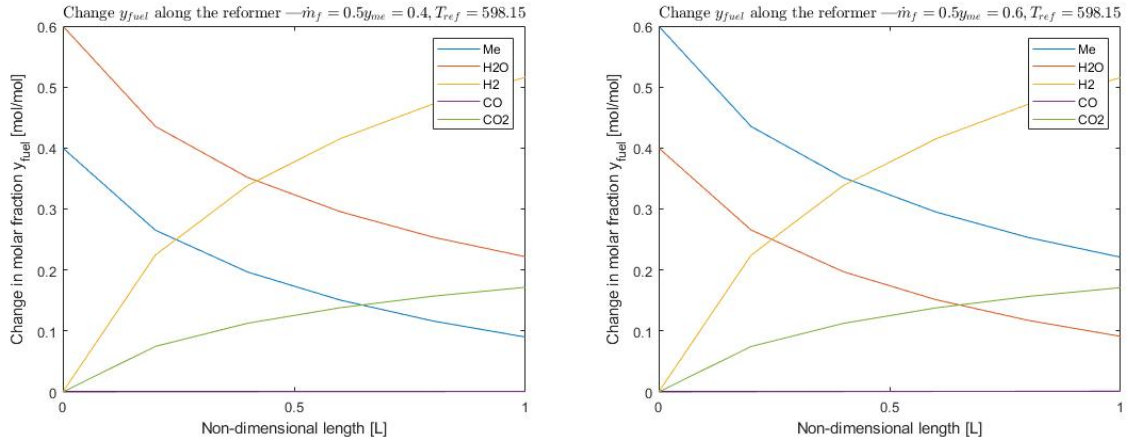 Change y_fuel along the reformer —ṁ_f = 0.5y_me = 0.4, T_ref = 598.15
0.6
0.5
0.4
0.3
0.2
0.1
0
Change in molar fraction y_fuel [mol/mol]
Me
H2O
H2
CO
CO2
0 0.5 1
Non-dimensional length [L]
Change y_fuel along the reformer —ṁ_f = 0.5y_me = 0.6, T_ref = 598.15
0.6
0.5
0.4
0.3
0.2
0.1
0
Change in molar fraction y_fuel [mol/mol]
Me
H2O
H2
CO
CO2
0 0.5 1
Non-dimensional length [L]